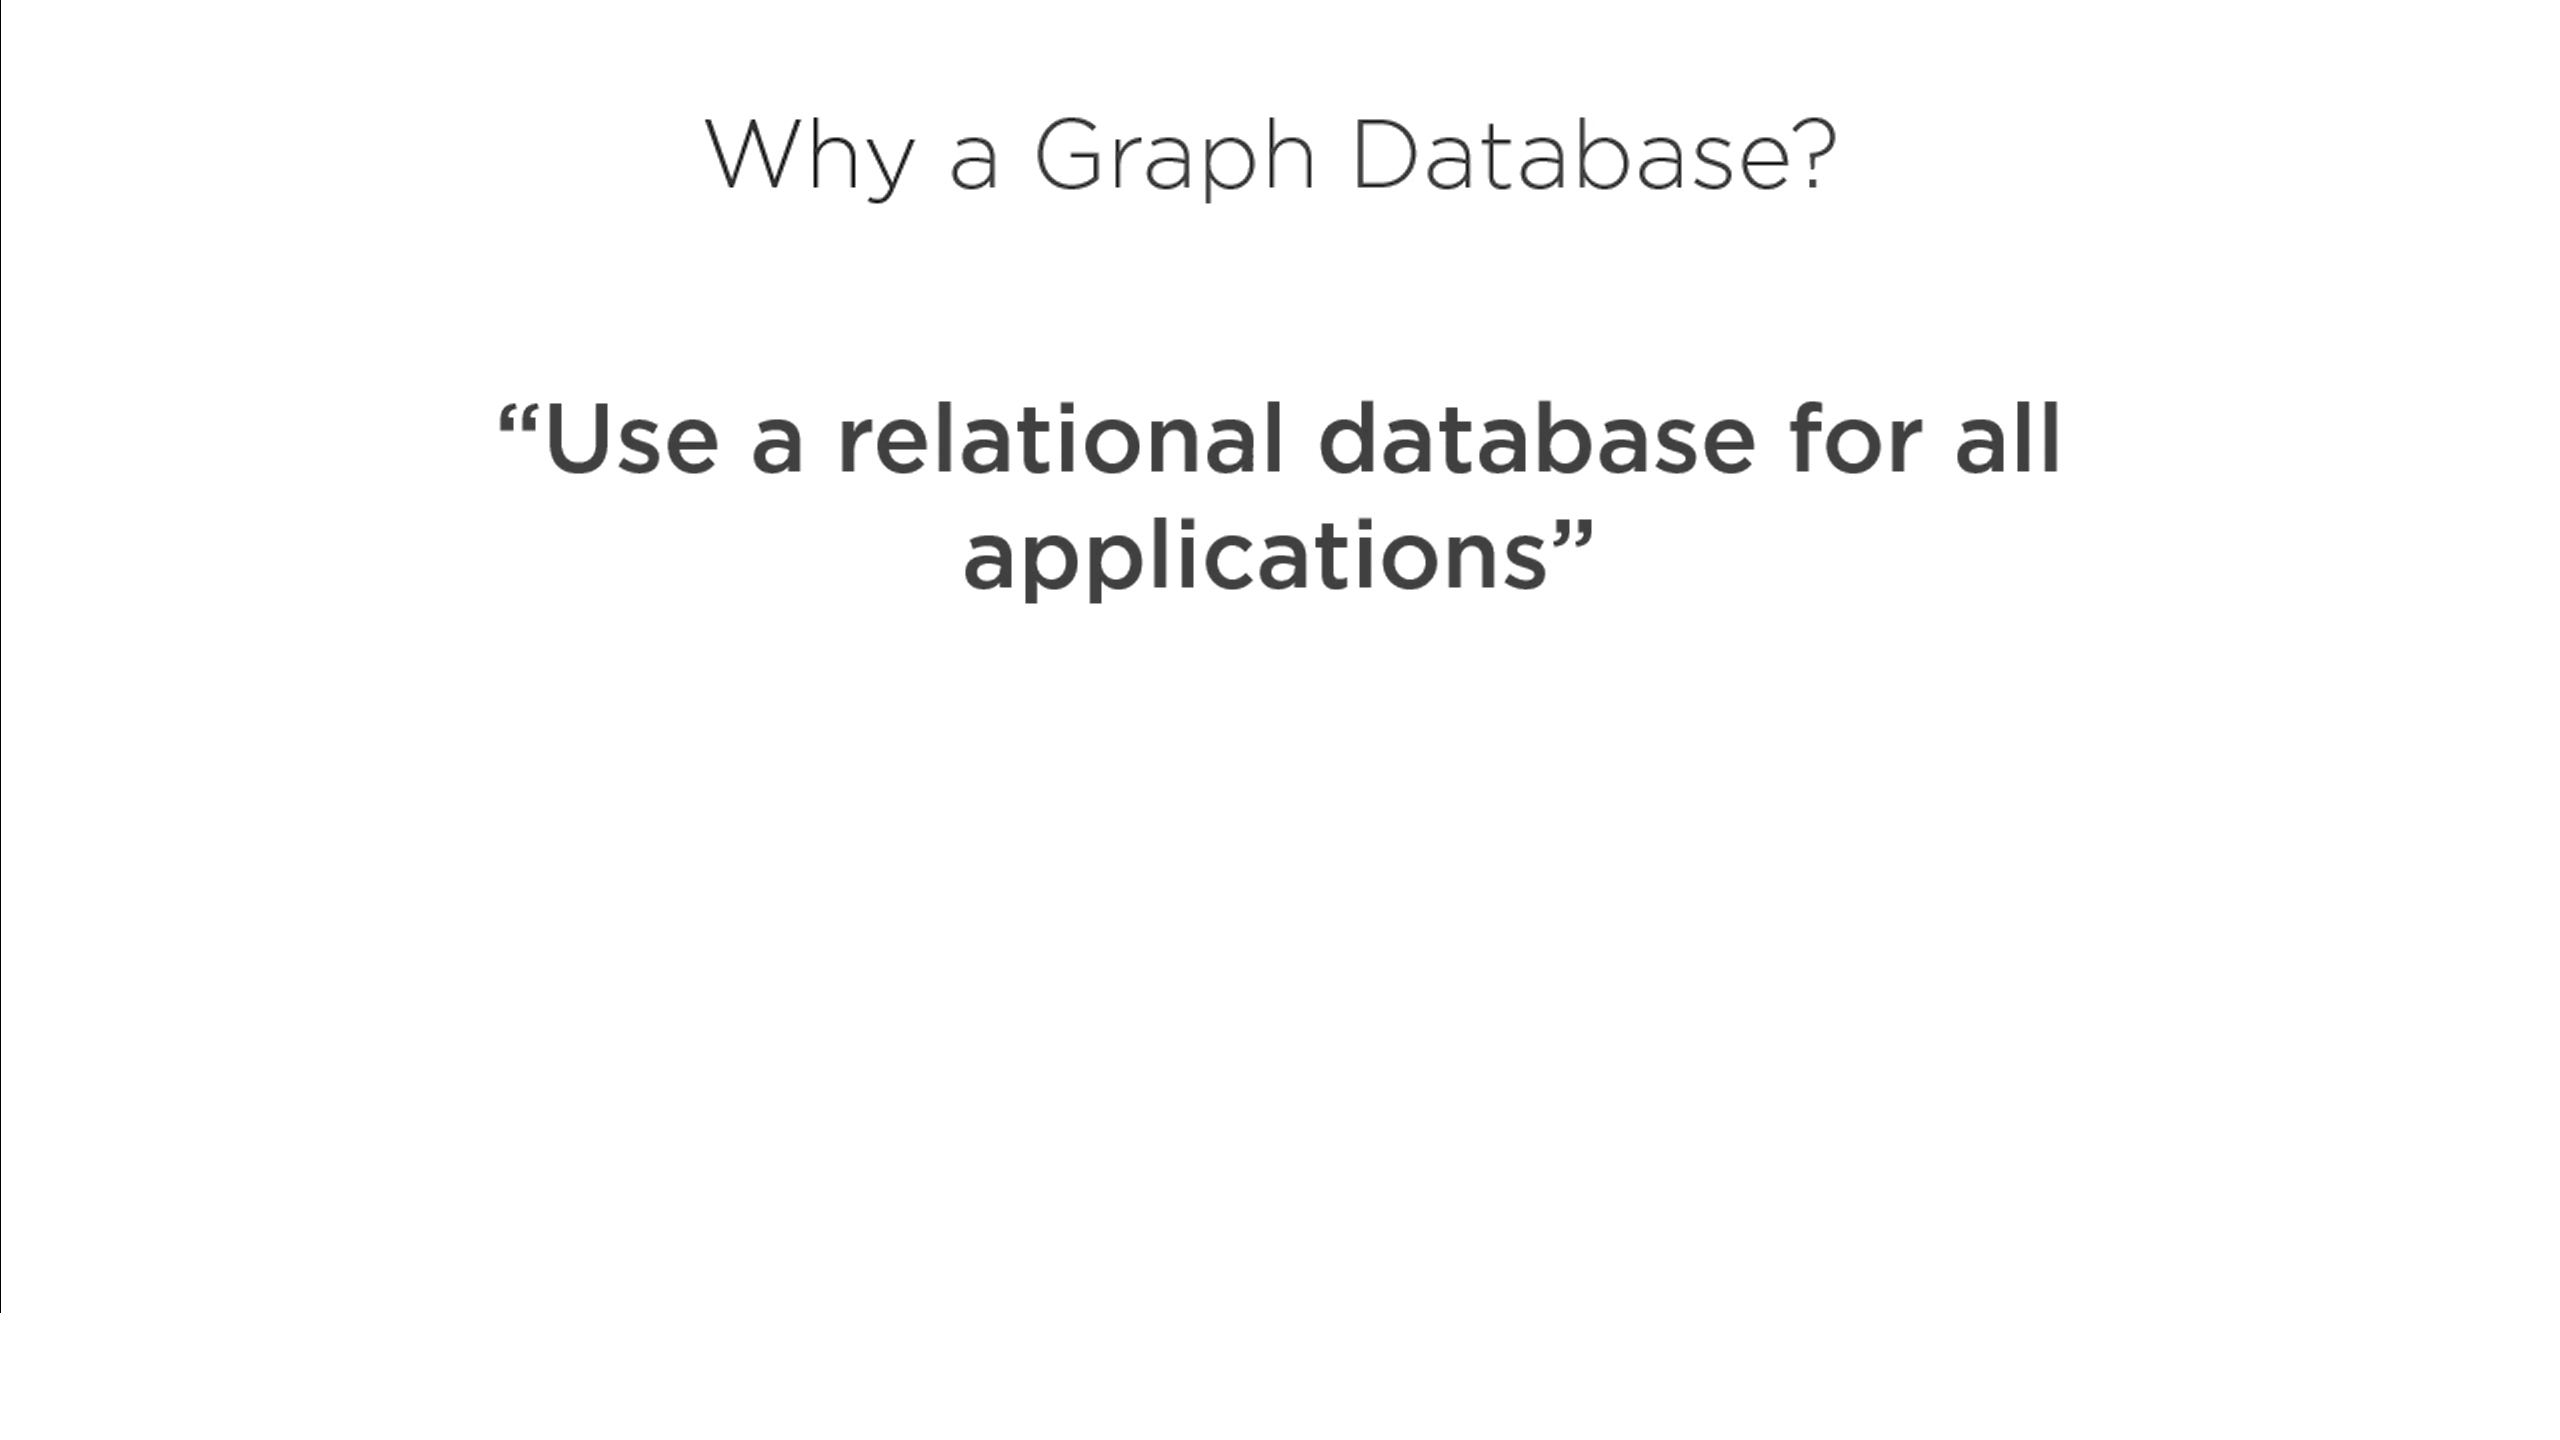 Why a Graph Database?
“Use a relational database for all
applications”